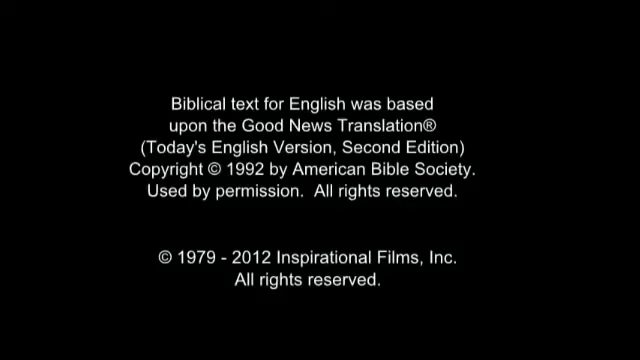 Biblical text for English was based
upon the Good News Translation®
(Today's English Version, Second Edition)
Copyright © 1992 by American Bible Society.
Used by permission.  All rights reserved.
© 1979 - 2012 Inspirational Films, Inc.
All rights reserved.